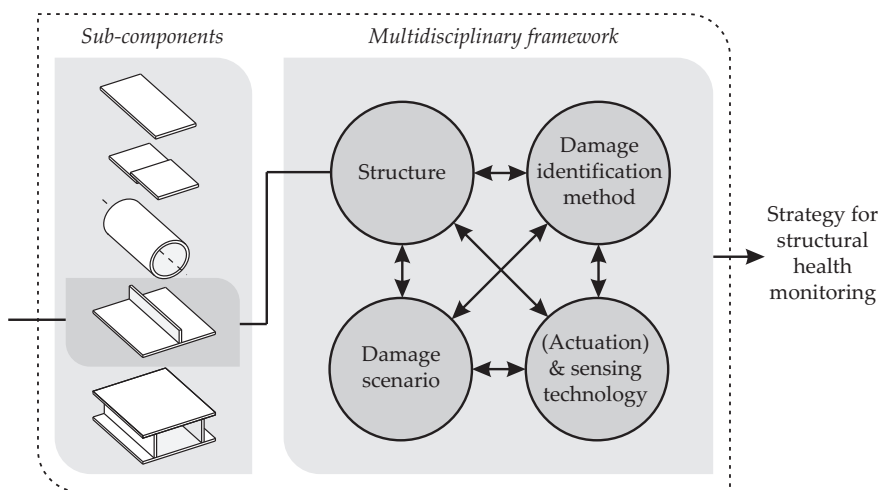 Sub-components
Multidisciplinary framework
Structure
Damage
identification
method
Damage
scenario
(Actuation)
& sensing
technology
Strategy for
structural
health
monitoring